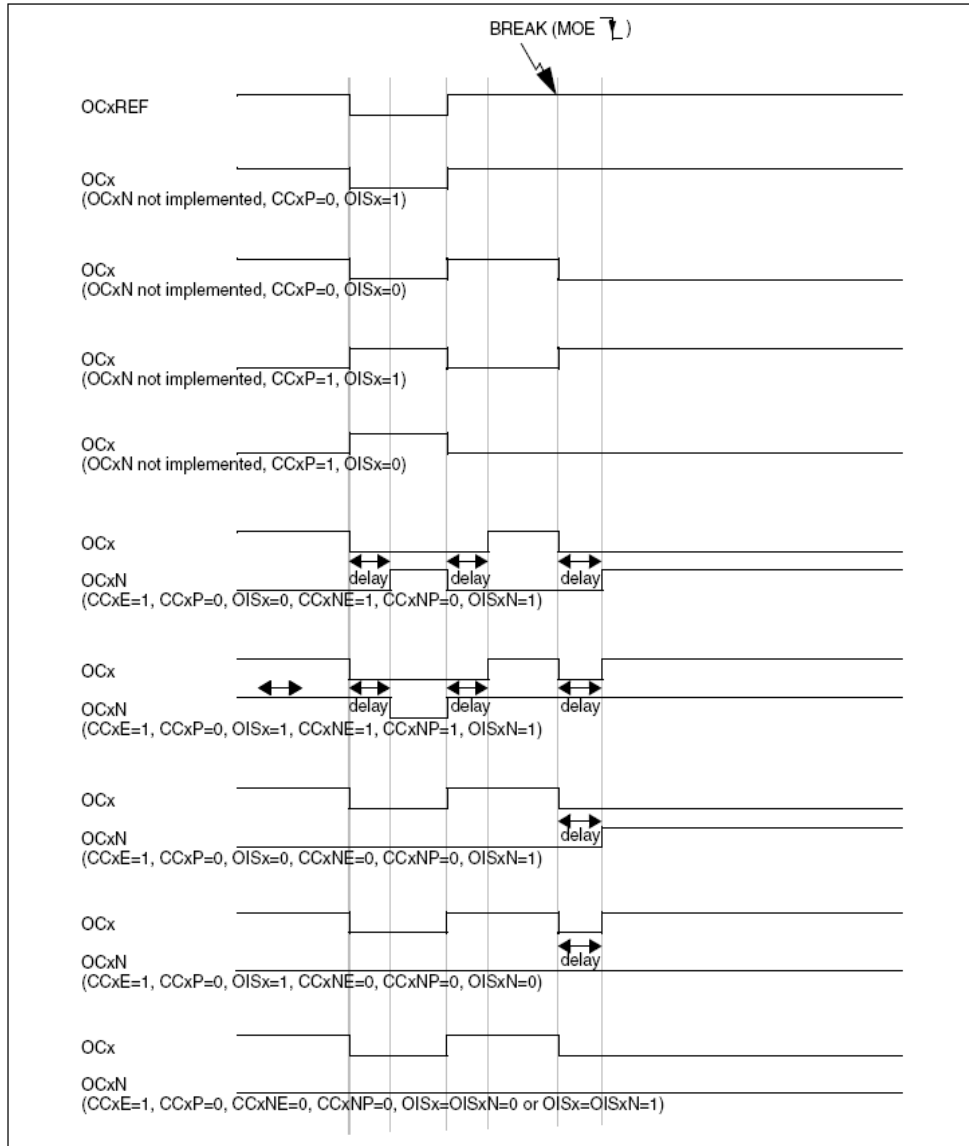 BREAK (MOE )
OCxREF
OCx
(OCxN not implemented, CCxP=0, OISx=1)
OCx
(OCxN not implemented, CCxP=0, OISx=0)
OCx
(OCxN not implemented, CCxP=1, OISx=1)
OCx
(OCxN not implemented, CCxP=1, OISx=0)
OCx
delay delay delay
OCxN
(CCxE=1, CCxP=0, OISx=0, CCxNE=1, CCxNP=0, OISxN=1)
OCx
delay delay delay
OCxN
(CCxE=1, CCxP=0, OISx=1, CCxNE=1, CCxNP=1, OISxN=1)
OCx
delay
OCxN
(CCxE=1, CCxP=0, OISx=0, CCxNE=0, CCxNP=0, OISxN=1)
OCx
delay
OCxN
(CCxE=1, CCxP=0, OISx=1, CCxNE=0, CCxNP=0, OISxN=0)
OCx
OCxN
(CCxE=1, CCxP=0, CCxNE=0, CCxNP=0, OISx=OISxN=0 or OISx=OISxN=1)